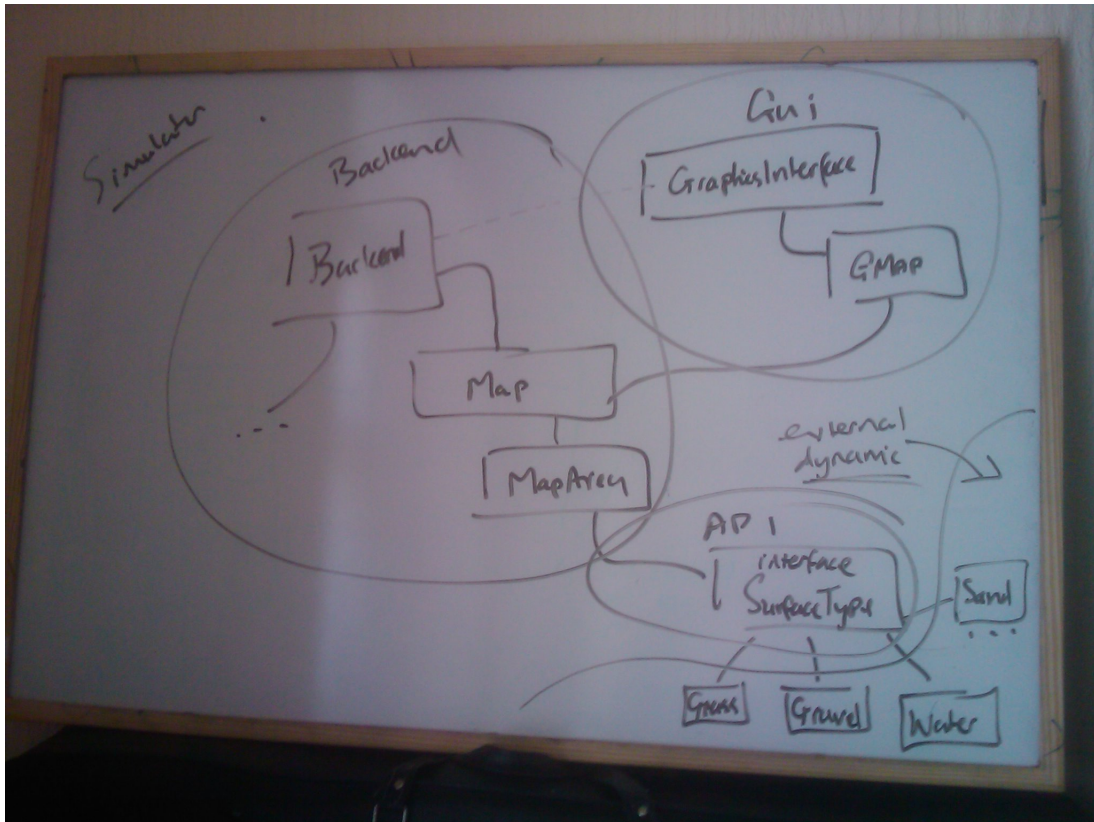 Simulator
Backend
Backend
...
Map
MapArea
Gui
GraphicsInterface
GMap
external
dynamic
API
interface
SurfaceType
Sand
...
Grass
Gravel
Water